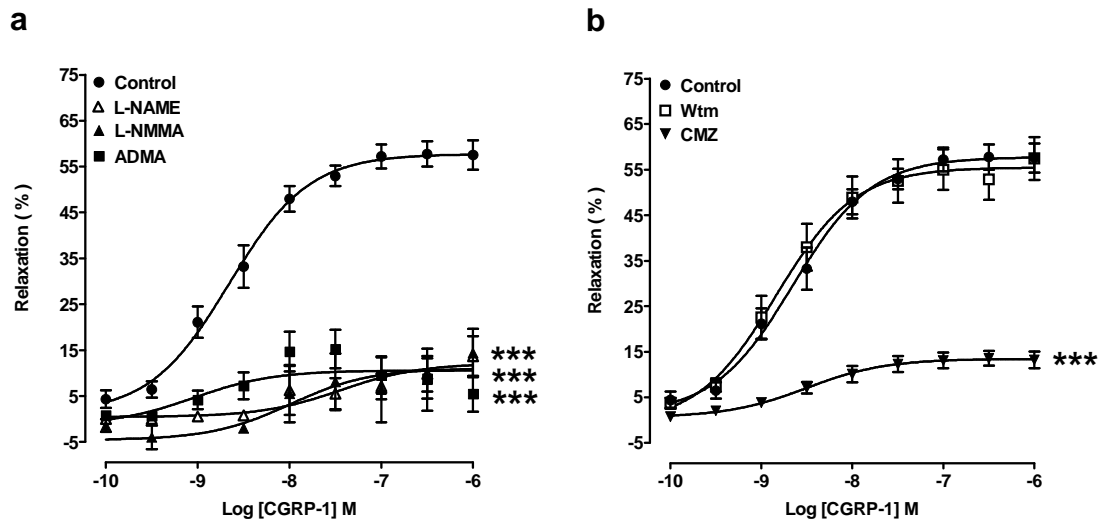 a
75
65
55
45
35
25
15
5
-5
Relaxation ( % )
Control
L-NAME
L-NMMA
ADMA
***
***
***
-10
-9
-8
-7
-6
Log [CGRP-1] M
b
75
65
55
45
35
25
15
5
-5
Relaxation ( % )
Control
Wtm
CMZ
***
-10
-9
-8
-7
-6
Log [CGRP-1] M